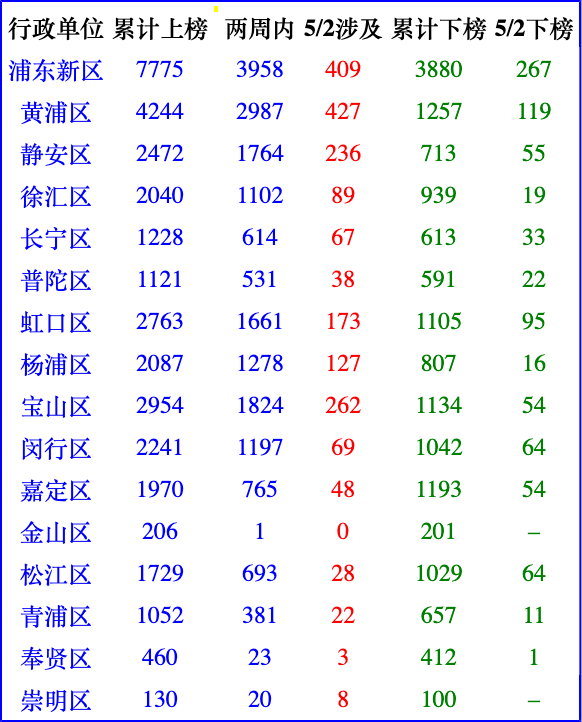 行政单位 累计上榜 两周内 5/2涉及 累计下榜 5/2下榜
浦东新区 7775 3958 409 3880 267
黄浦区 4244 2987 427 1257 119
静安区 2472 1764 236 713 55
徐汇区 2040 1102 89 939 19
长宁区 1228 614 67 613 33
普陀区 1121 531 38 591 22
虹口区 2763 1661 173 1105 95
杨浦区 2087 1278 127 807 16
宝山区 2954 1824 262 1134 54
闵行区 2241 1197 69 1042 64
嘉定区 1970 765 48 1193 54
金山区 206 1 0 201 –
松江区 1729 693 28 1029 64
青浦区 1052 381 22 657 11
奉贤区 460 23 3 412 1
崇明区 130 20 8 100 –